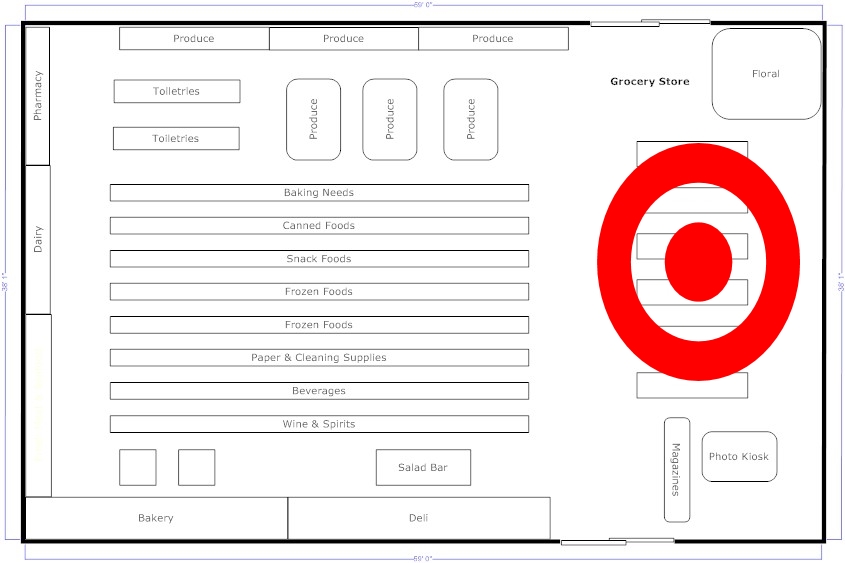 59' 0"
Produce
Produce
Produce
Pharmacy
Toiletries
Toiletries
Produce
Produce
Produce
Grocery Store
Floral
Dairy
Baking Needs
Canned Foods
Snack Foods
Frozen Foods
Frozen Foods
Paper & Cleaning Supplies
Beverages
Wine & Spirits
38' 1"
38' 1"
Salad Bar
Magazines
Photo Kiosk
Bakery
Deli
59' 0"